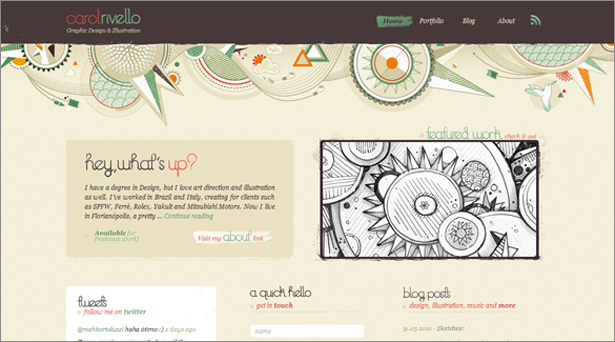 carolrivello
Graphic Design & Illustration
Home Portfolio Blog About
featured work check it out
hey, what's up?
I have a degree in Design, but I love art direction and illustration
as well. I've worked in Brazil and Italy, creating for clients such
as SPFW, Ferrè, Rolex, Yakult and Mitsubishi Motors. Now I live
in Florianópolis, a pretty ... Continue reading
Available for
freelance work!
Visit my about link
tweets
follow me on twitter
@mahbortoluzzi haha ótimo :) 2 days ago
a quick hello
get in touch
name
blog posts
design, illustration, music and more
31.03.2010 - Sketches!